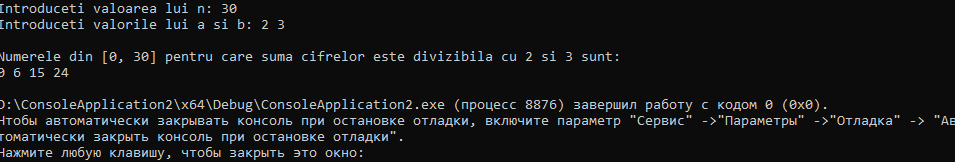 Introduceti valoarea lui n: 30
Introduceti valorile lui a si b: 2 3
Numerele din [0, 30] pentru care suma cifrelor este divizibila cu 2 si 3 sunt:
0 6 15 24
D:\ConsoleApplication2\x64\Debug\ConsoleApplication2.exe (процесс 8876) завершил работу с кодом 0 (0x0).
Чтобы автоматически закрывать консоль при остановке отладки, включите параметр "Сервис" ->"Параметры" ->"Отладка" -> "Ав
томатически закрыть консоль при остановке отладки".
Нажмите любую клавишу, чтобы закрыть это окно: